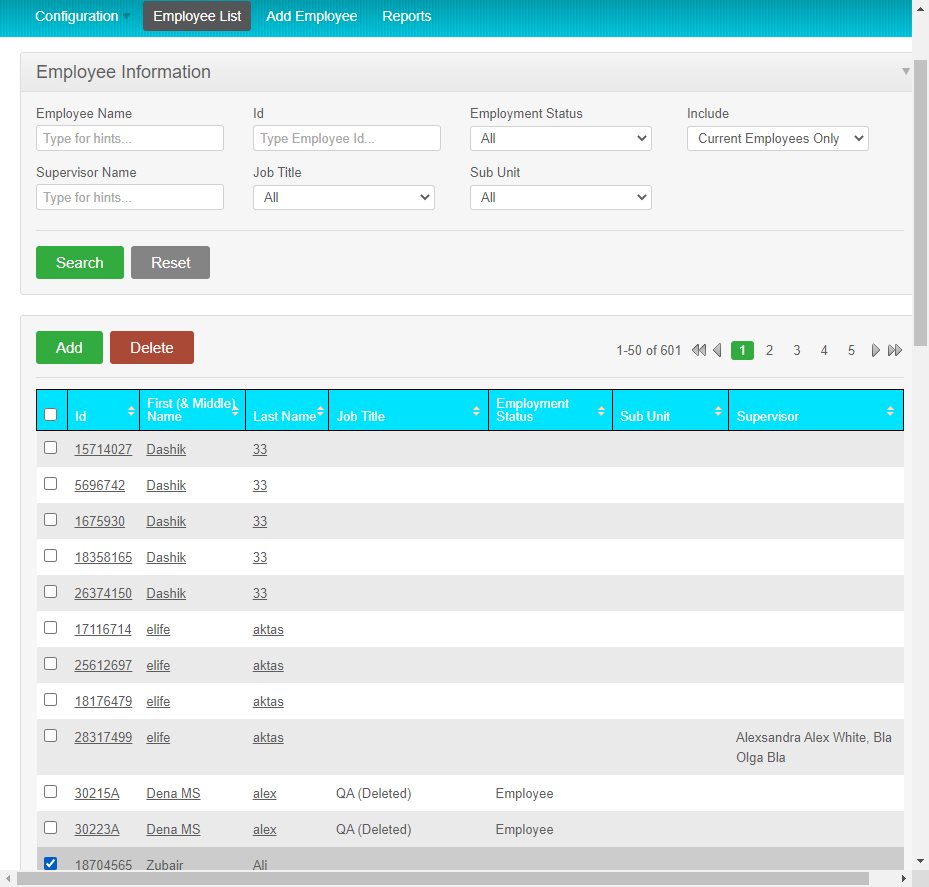 Configuration Employee List Add Employee Reports
Employee Information
Employee Name Id Employment Status Include
Type for hints... Type Employee Id... All Current Employees Only
Supervisor Name Job Title Sub Unit
Type for hints... All All
Search Reset
Add Delete
1-50 of 601 1 2 3 4 5
Id First (& Middle) Name Last Name Job Title Employment Status Sub Unit Supervisor
15714027 Dashik 33
5696742 Dashik 33
1675930 Dashik 33
18358165 Dashik 33
26374150 Dashik 33
17116714 elife aktas
25612697 elife aktas
18176479 elife aktas
28317499 elife aktas Alexsandra Alex White, Bla
Olga Bla
30215A Dena MS alex QA (Deleted) Employee
30223A Dena MS alex QA (Deleted) Employee
18704565 Zubair Ali